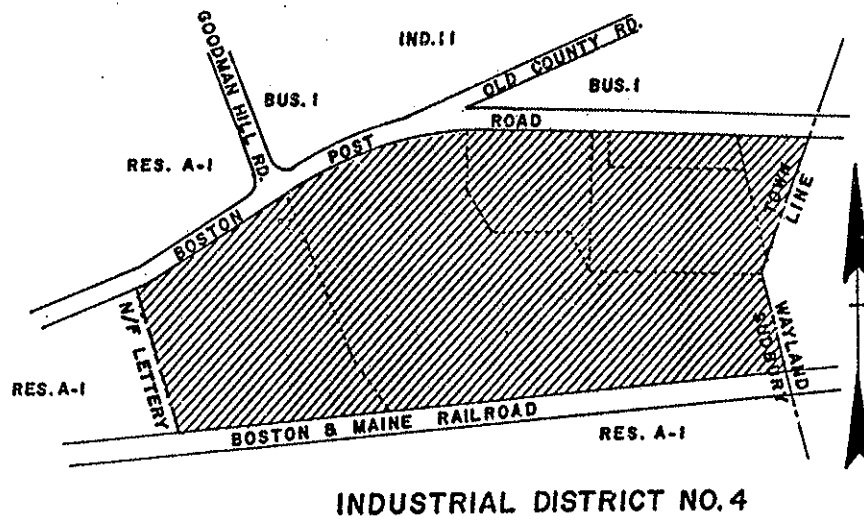 GOODMAN HILL RD.
IND. II
OLD COUNTY RD.
BUS. I
BUS. I
RES. A-I
BOSTON POST ROAD
TOWN LINE
N/F LETTERY
WAYLAND
SUDBURY
RES. A-I
BOSTON & MAINE RAILROAD
RES. A-I
INDUSTRIAL DISTRICT NO. 4